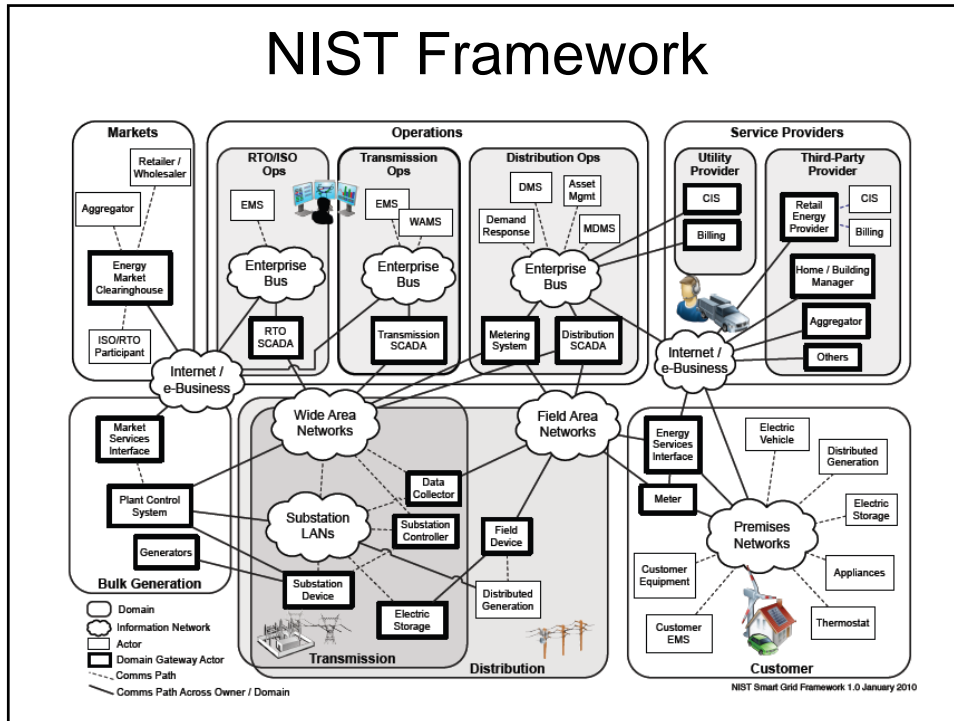 NIST Framework
Markets
Retailer /
Wholesaler
Aggregator
Energy
Market
Clearinghouse
ISO/RTO
Participant
Operations
RTO/ISO
Ops
EMS
Enterprise
Bus
RTO
SCADA
Transmission
Ops
EMS
WAMS
Enterprise
Bus
Transmission
SCADA
Distribution Ops
DMS
Asset
Mgmt
Demand
Response
MDMS
Enterprise
Bus
Metering
System
Distribution
SCADA
Service Providers
Utility
Provider
CIS
Billing
Third-Party
Provider
Retail
Energy
Provider
CIS
Billing
Home / Building
Manager
Aggregator
Others
Internet /
e-Business
Internet /
e-Business
Wide Area
Networks
Field Area
Networks
Market
Services
Interface
Plant Control
System
Generators
Bulk Generation
Substation
LANs
Data
Collector
Substation
Controller
Substation
Device
Electric
Storage
Field
Device
Distributed
Generation
Transmission
Distribution
Energy
Services
Interface
Meter
Electric
Vehicle
Distributed
Generation
Electric
Storage
Premises
Networks
Appliances
Customer
Equipment
Thermostat
Customer
EMS
Customer
Domain
Information Network
Actor
Domain Gateway Actor
Comms Path
Comms Path Across Owner / Domain
NIST Smart Grid Framework 1.0 January 2010